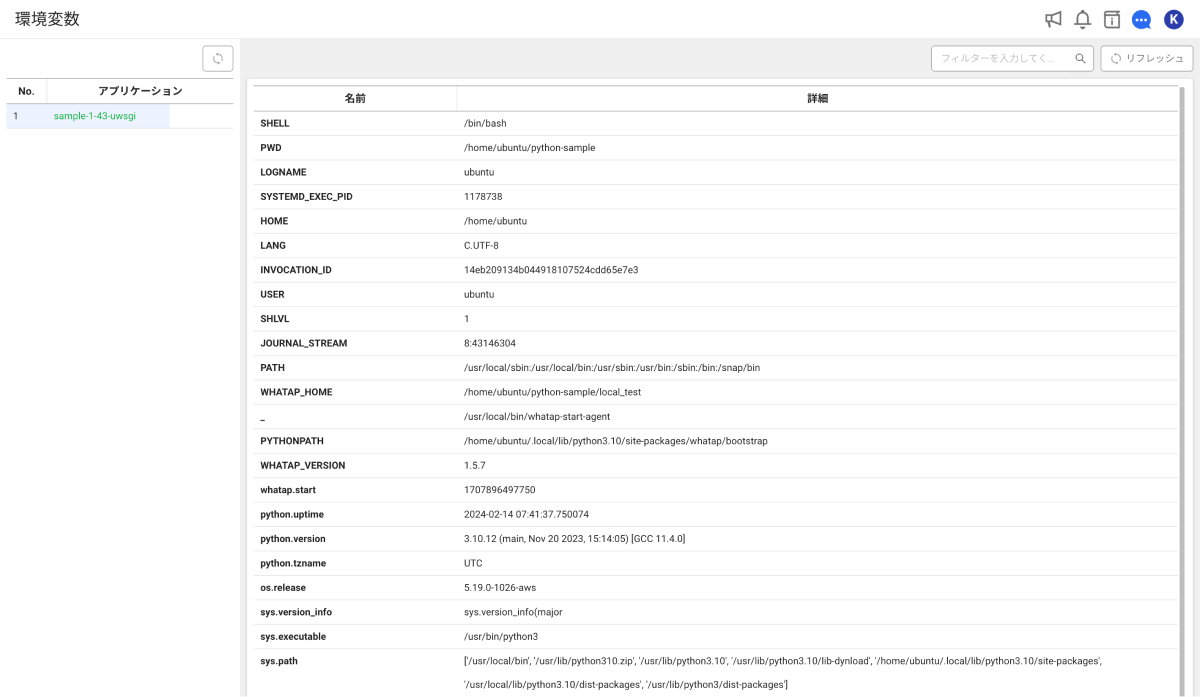 環境変数
K
フィルターを入力してく...
リフレッシュ
No. アプリケーション
1 sample-1-43-uwsgi
名前 詳細
SHELL /bin/bash
PWD /home/ubuntu/python-sample
LOGNAME ubuntu
SYSTEMD_EXEC_PID 1178738
HOME /home/ubuntu
LANG C.UTF-8
INVOCATION_ID 14eb209134b044918107524cdd65e7e3
USER ubuntu
SHLVL 1
JOURNAL_STREAM 8:43146304
PATH /usr/local/sbin:/usr/local/bin:/usr/sbin:/usr/bin:/sbin:/bin:/snap/bin
WHATAP_HOME /home/ubuntu/python-sample/local_test
_ /usr/local/bin/whatap-start-agent
PYTHONPATH /home/ubuntu/.local/lib/python3.10/site-packages/whatap/bootstrap
WHATAP_VERSION 1.5.7
whatap.start 1707896497750
python.uptime 2024-02-14 07:41:37.750074
python.version 3.10.12 (main, Nov 20 2023, 15:14:05) [GCC 11.4.0]
python.tzname UTC
os.release 5.19.0-1026-aws
sys.version_info sys.version_info(major
sys.executable /usr/bin/python3
sys.path ['/usr/local/bin', '/usr/lib/python310.zip', '/usr/lib/python3.10', '/usr/lib/python3.10/lib-dynload', '/home/ubuntu/.local/lib/python3.10/site-packages',
'/usr/local/lib/python3.10/dist-packages', '/usr/lib/python3/dist-packages']